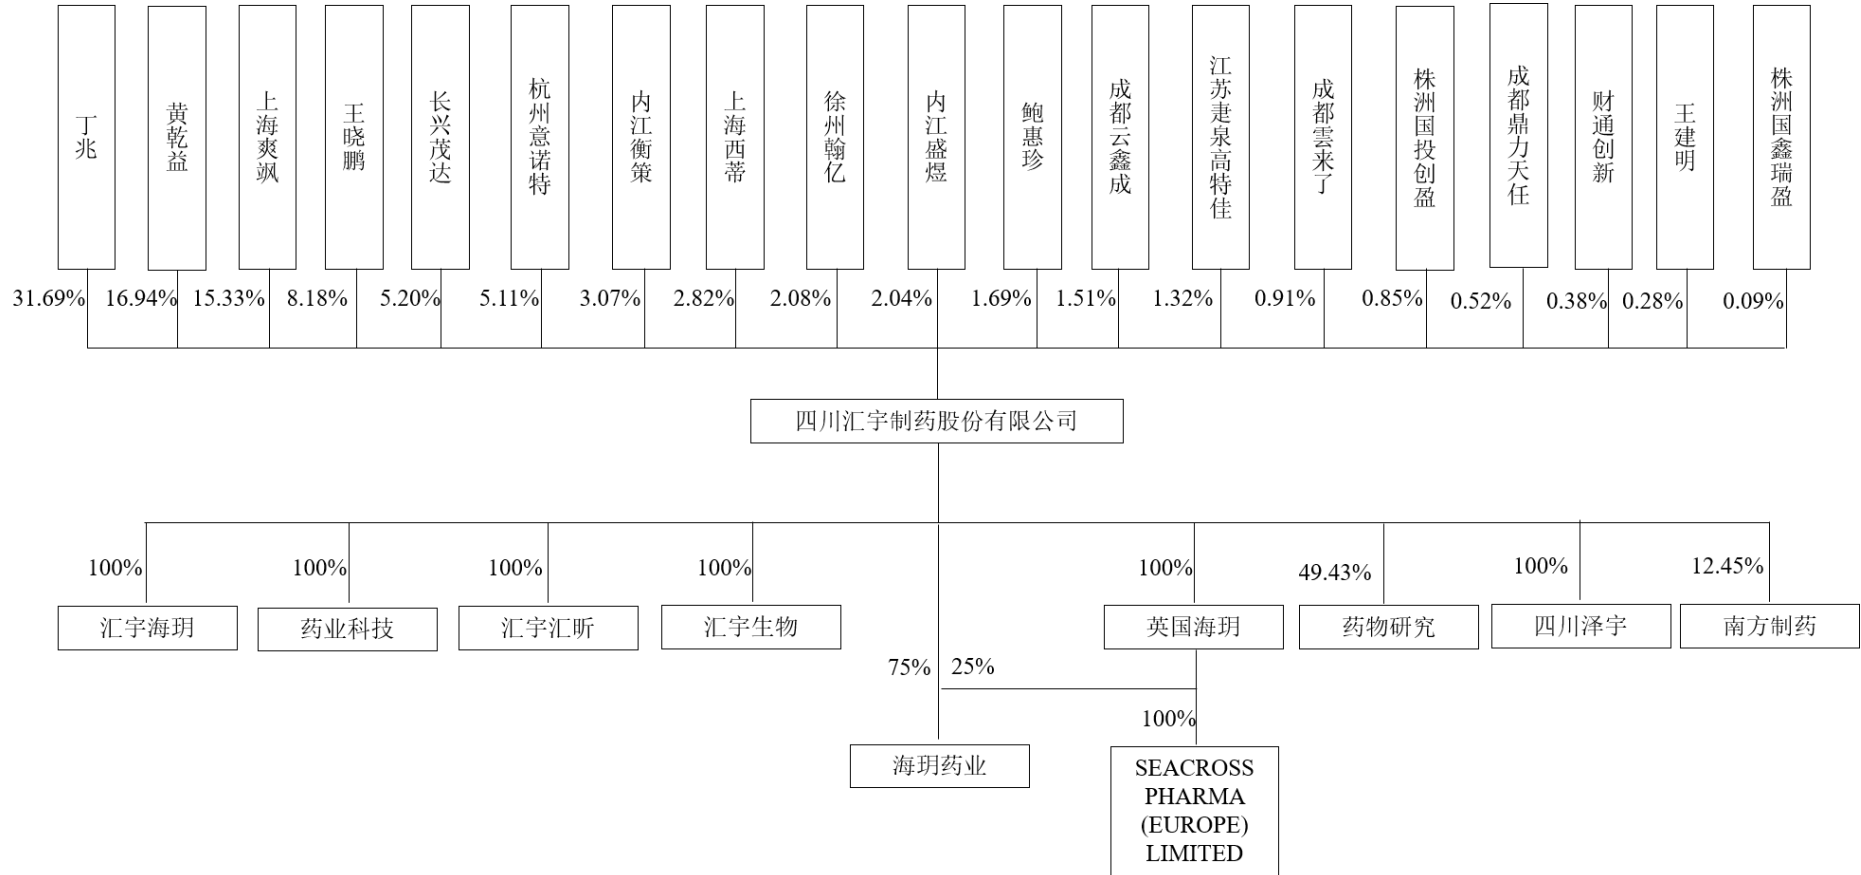 丁兆
黄乾益
上海爽飒
王晓鹏
长兴茂达
杭州意诺特
内江衡策
上海西蒂
徐州翰亿
内江盛煜
鲍惠珍
成都云鑫成
江苏疌泉高特佳
成都雲来了
株洲国投创盈
成都鼎力天任
财通创新
王建明
株洲国鑫瑞盈
31.69%
16.94%
15.33%
8.18%
5.20%
5.11%
3.07%
2.82%
2.08%
2.04%
1.69%
1.51%
1.32%
0.91%
0.85%
0.52%
0.38%
0.28%
0.09%
四川汇宇制药股份有限公司
100%
100%
100%
100%
100%
49.43%
100%
12.45%
汇宇海玥
药业科技
汇宇汇昕
汇宇生物
英国海玥
药物研究
四川泽宇
南方制药
75%
25%
100%
海玥药业
SEACROSS
PHARMA
(EUROPE)
LIMITED